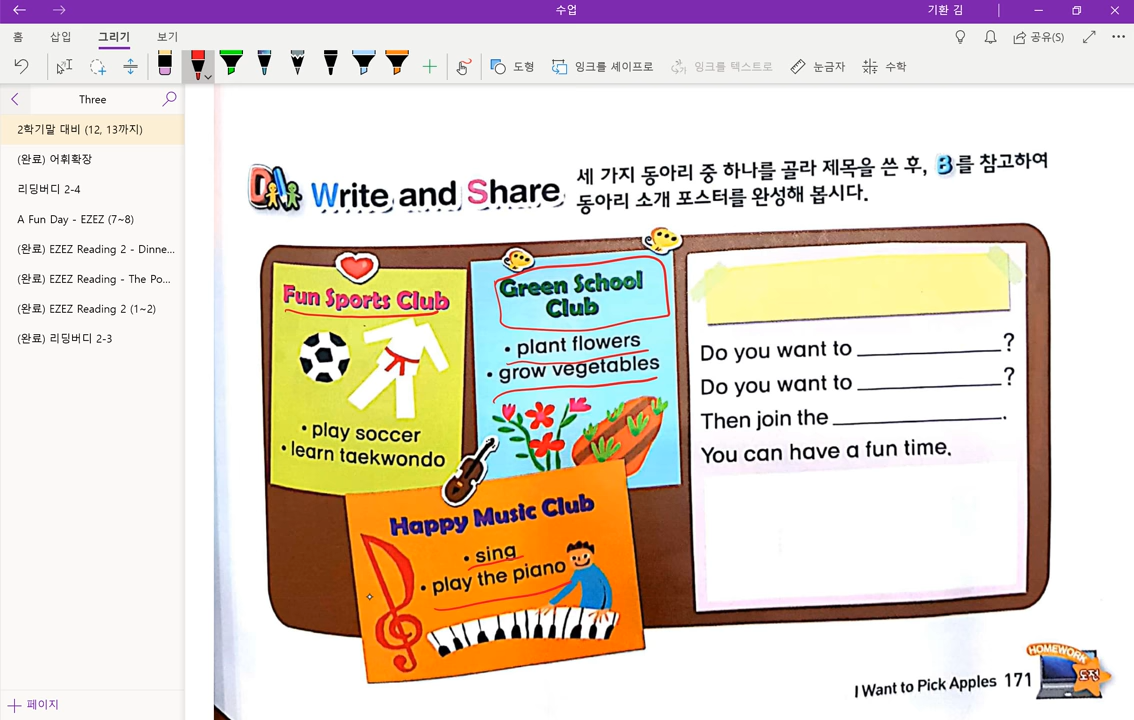 수업
기환 김
홈
삽입
그리기
보기
공유(S)
도형
잉크를 셰이프로
잉크를 텍스트로
눈금자
수학
Three
2학기말 대비 (12, 13까지)
(완료) 어휘확장
리딩버디 2-4
A Fun Day - EZEZ (7~8)
(완료) EZEZ Reading 2 - Dinne...
(완료) EZEZ Reading - The Po...
(완료) EZEZ Reading 2 (1~2)
(완료) 리딩버디 2-3
페이지
D Write and Share
세 가지 동아리 중 하나를 골라 제목을 쓴 후, B를 참고하여
동아리 소개 포스터를 완성해 봅시다.
Fun Sports Club
• play soccer
• learn taekwondo
Green School
Club
• plant flowers
• grow vegetables
Happy Music Club
• sing
• play the piano
Do you want to ____________?
Do you want to ____________?
Then join the ______________.
You can have a fun time.
HOMEWORK
도전
I Want to Pick Apples 171